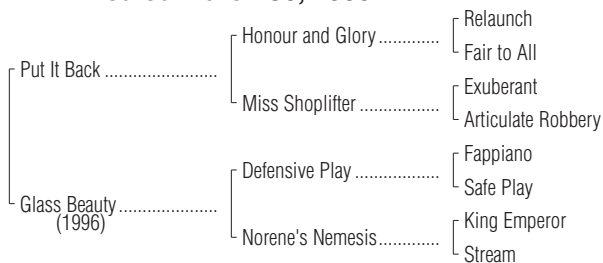 Relaunch
Honour and Glory ............
Fair to All
Put It Back ......................
Exuberant
Miss Shoplifter ................
Articulate Robbery
Fappiano
Defensive Play .................
Safe Play
Glass Beauty ...................
(1996)
King Emperor
Norene's Nemesis............
Stream